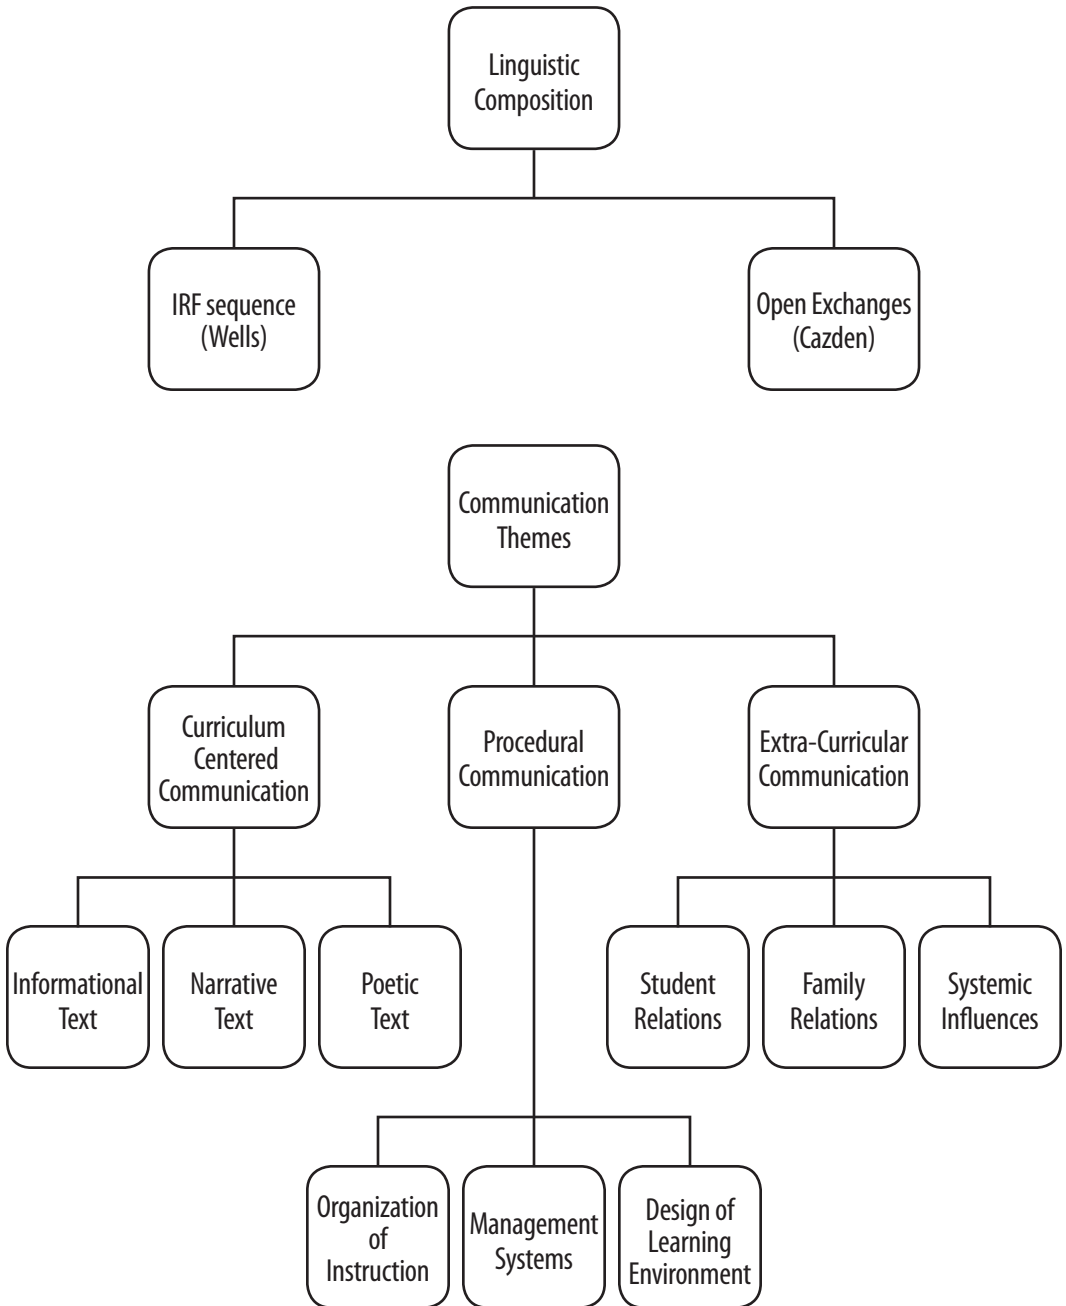 Linguistic
Composition
IRF sequence
(Wells)
Open Exchanges
(Cazden)
Communication
Themes
Curriculum
Centered
Communication
Procedural
Communication
Extra-Curricular
Communication
Informational
Text
Narrative
Text
Poetic
Text
Student
Relations
Family
Relations
Systemic
Influences
Organization
of
Instruction
Management
Systems
Design of
Learning
Environment